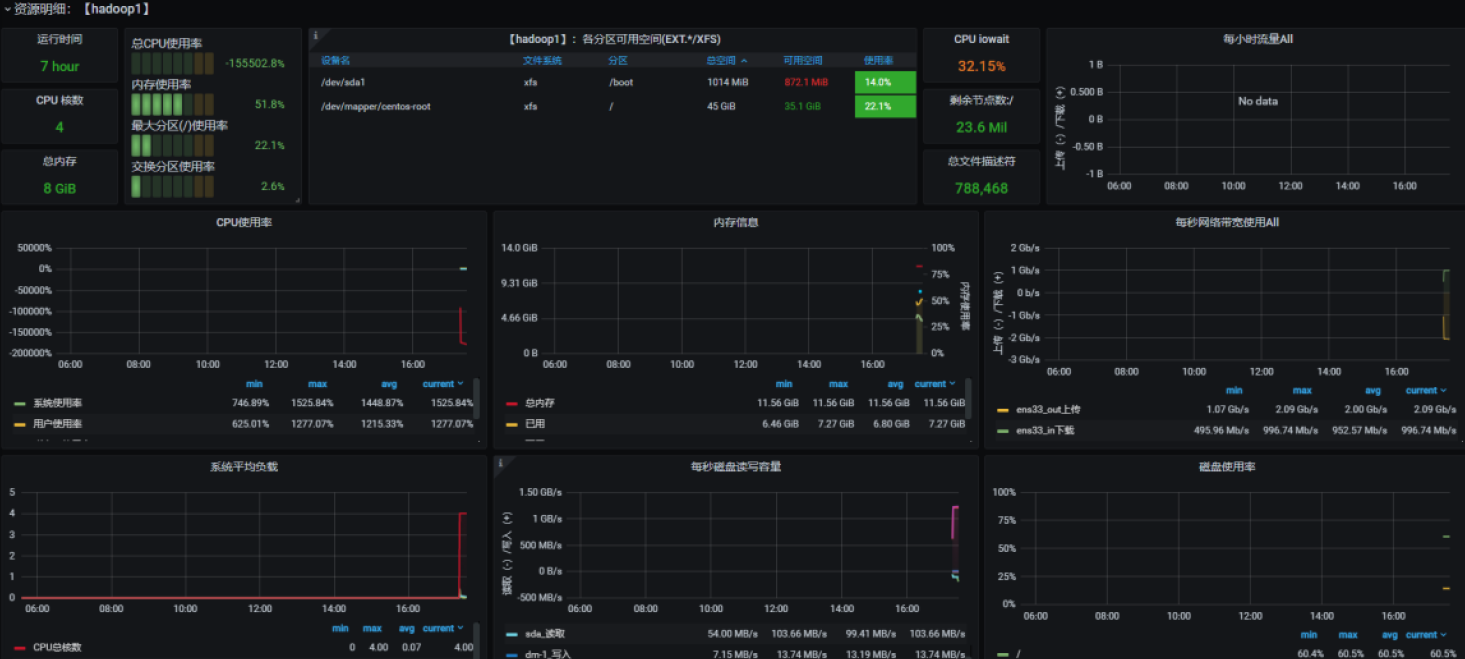 资源明细：【hadoop1】
运行时间
7 hour
CPU 核数
4
总内存
8 GiB
总CPU使用率
-155502.8%
内存使用率
51.8%
最大分区(/)使用率
22.1%
交换分区使用率
2.6%
【hadoop1】：各分区可用空间(EXT.*/XFS)
设备名 文件系统 分区 总空间 可用空间 使用率
/dev/sda1 xfs /boot 1014 MiB 872.1 MiB 14.0%
/dev/mapper/centos-root xfs / 45 GiB 35.1 GiB 22.1%
CPU iowait
32.15%
剩余节点数:/
23.6 Mil
总文件描述符
788,468
每小时流量All
上传（-）/下载（+）
1 B
0.500 B
0 B
-0.50 B
-1 B
No data
06:00 08:00 10:00 12:00 14:00 16:00
CPU使用率
50000%
0%
-50000%
-100000%
-150000%
-200000%
06:00 08:00 10:00 12:00 14:00 16:00
min max avg current
系统使用率 746.89% 1525.84% 1448.87% 1525.84%
用户使用率 625.01% 1277.07% 1215.33% 1277.07%
内存信息
14.0 GiB
9.31 GiB
4.66 GiB
0 B
100%
75%
50%
25%
0%
内存使用率
06:00 08:00 10:00 12:00 14:00 16:00
min max avg current
总内存 11.56 GiB 11.56 GiB 11.56 GiB 11.56 GiB
已用 6.46 GiB 7.27 GiB 6.80 GiB 7.27 GiB
每秒网络带宽使用All
上传（-）/下载（+）
2 Gb/s
1 Gb/s
0 b/s
-1 Gb/s
-2 Gb/s
-3 Gb/s
06:00 08:00 10:00 12:00 14:00 16:00
min max avg current
ens33_out上传 1.07 Gb/s 2.09 Gb/s 2.00 Gb/s 2.09 Gb/s
ens33_in下载 495.96 Mb/s 996.74 Mb/s 952.57 Mb/s 996.74 Mb/s
系统平均负载
5
4
3
2
1
0
06:00 08:00 10:00 12:00 14:00 16:00
min max avg current
CPU总核数 0 4.00 0.07 4.00
每秒磁盘读写容量
读取（-）/写入（+）
1.50 GB/s
1 GB/s
500 MB/s
0 B/s
-500 MB/s
06:00 08:00 10:00 12:00 14:00 16:00
sda_读取 54.00 MB/s 103.66 MB/s 99.41 MB/s 103.66 MB/s
dm-1_写入 7.15 MB/s 13.74 MB/s 13.19 MB/s 13.74 MB/s
磁盘使用率
100%
75%
50%
25%
0%
06:00 08:00 10:00 12:00 14:00 16:00
min max avg current
/ 60.4% 60.5% 60.5% 60.5%